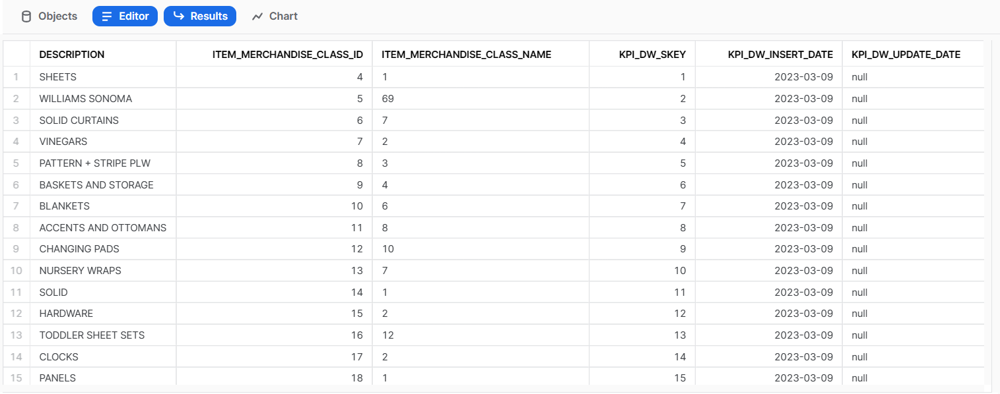 Objects Editor Results Chart
DESCRIPTION ITEM_MERCHANDISE_CLASS_ID ITEM_MERCHANDISE_CLASS_NAME KPI_DW_SKEY KPI_DW_INSERT_DATE KPI_DW_UPDATE_DATE
1 SHEETS 4 1 1 2023-03-09 null
2 WILLIAMS SONOMA 5 69 2 2023-03-09 null
3 SOLID CURTAINS 6 7 3 2023-03-09 null
4 VINEGARS 7 2 4 2023-03-09 null
5 PATTERN + STRIPE PLW 8 3 5 2023-03-09 null
6 BASKETS AND STORAGE 9 4 6 2023-03-09 null
7 BLANKETS 10 6 7 2023-03-09 null
8 ACCENTS AND OTTOMANS 11 8 8 2023-03-09 null
9 CHANGING PADS 12 10 9 2023-03-09 null
10 NURSERY WRAPS 13 7 10 2023-03-09 null
11 SOLID 14 1 11 2023-03-09 null
12 HARDWARE 15 2 12 2023-03-09 null
13 TODDLER SHEET SETS 16 12 13 2023-03-09 null
14 CLOCKS 17 2 14 2023-03-09 null
15 PANELS 18 1 15 2023-03-09 null